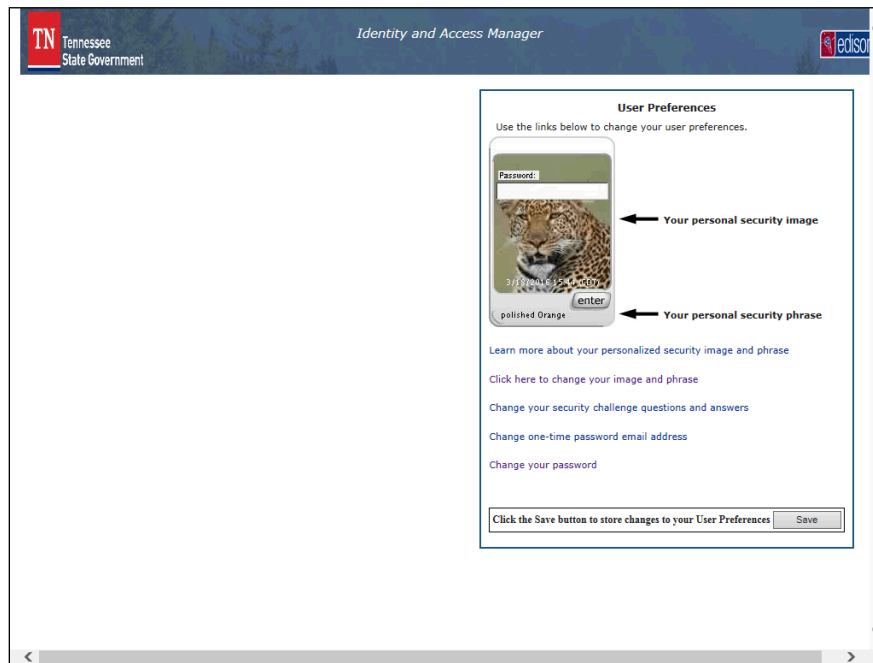 TN Tennessee
State Government
Identity and Access Manager
edison
User Preferences
Use the links below to change your user preferences.
Password:
Your personal security image
enter
polished Orange
Your personal security phrase
Learn more about your personalized security image and phrase
Click here to change your image and phrase
Change your security challenge questions and answers
Change one-time password email address
Change your password
Click the Save button to store changes to your User Preferences Save